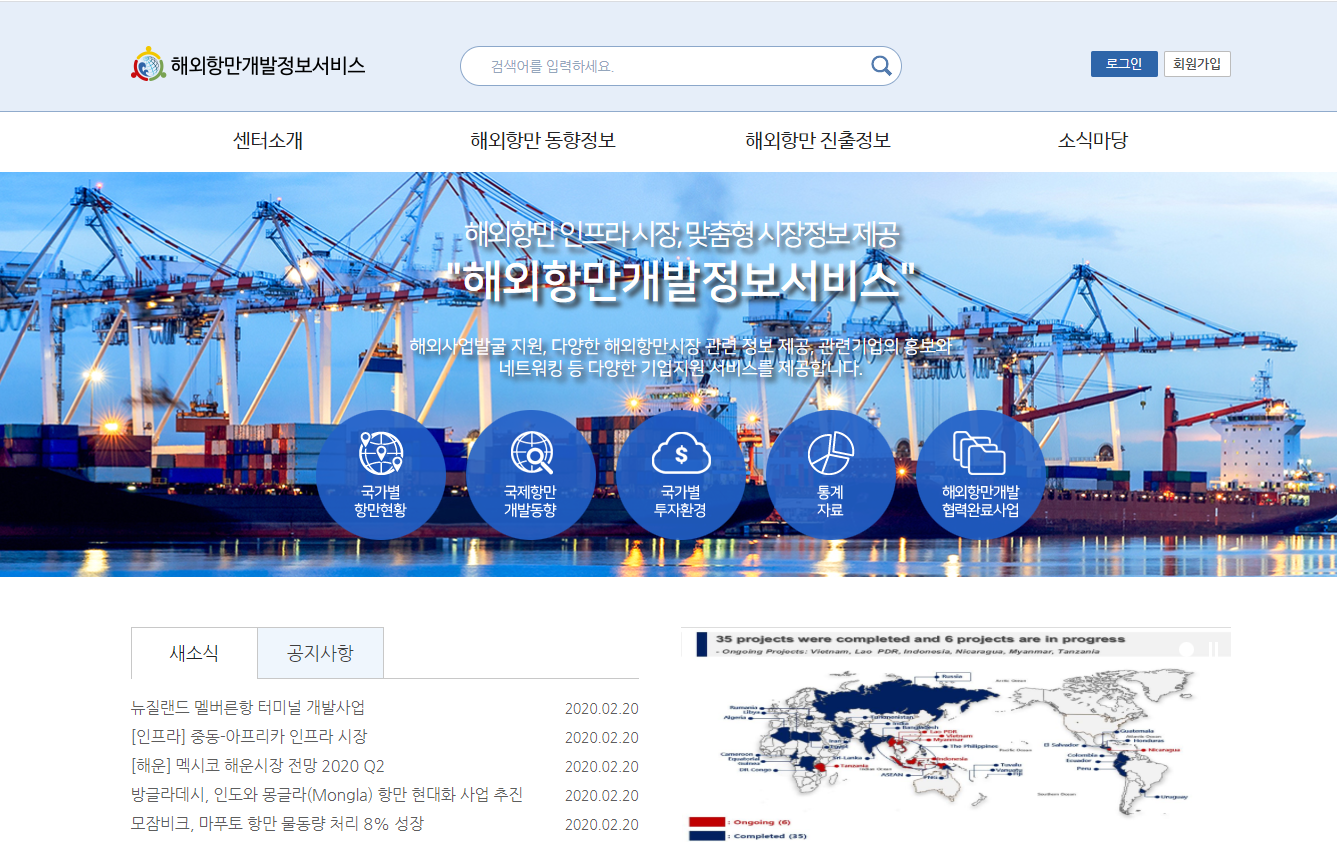 해외항만개발정보서비스
검색어를 입력하세요.
로그인
회원가입
센터소개
해외항만 동향정보
해외항만 진출정보
소식마당
해외항만 인프라 시장, 맞춤형 시장정보 제공
"해외항만개발정보서비스"
해외사업발굴 지원, 다양한 해외항만시장 관련 정보 제공, 관련기업의 홍보와
네트워킹 등 다양한 기업지원 서비스를 제공합니다.
국가별
항만현황
국제항만
개발동향
국가별
투자환경
통계
자료
해외항만개발
협력완료사업
새소식
공지사항
뉴질랜드 멜버른항 터미널 개발사업 2020.02.20
[인프라] 중동-아프리카 인프라 시장 2020.02.20
[해운] 멕시코 해운시장 전망 2020 Q2 2020.02.20
방글라데시, 인도와 몽글라(Mongla) 항만 현대화 사업 추진 2020.02.20
모잠비크, 마푸토 항만 물동량 처리 8% 성장 2020.02.20
35 projects were completed and 6 projects are in progress
- Ongoing Projects: Vietnam, Lao PDR, Indonesia, Nicaragua, Myanmar, Tanzania
Russia
Arctic Ocean
Rumania
Libya
Algeria
Turkmenistan
India
Bangladesh
Lao PDR
Vietnam
Myanmar
The Philippines
Iran
Egypt
Sri-Lanka
Cameroon
Equatorial
Guinea
DR Congo
Tanzania
Indian Ocean
ASEAN
PNG
Indonesia
Tuvalu
Vanuatu
Fiji
Pacific Ocean
Guatemala
Atlantic Ocean
Honduras
El Salvador
Nicaragua
Colombia
Ecuador
Peru
Uruguay
Southern Ocean
: Ongoing (6)
: Completed (35)